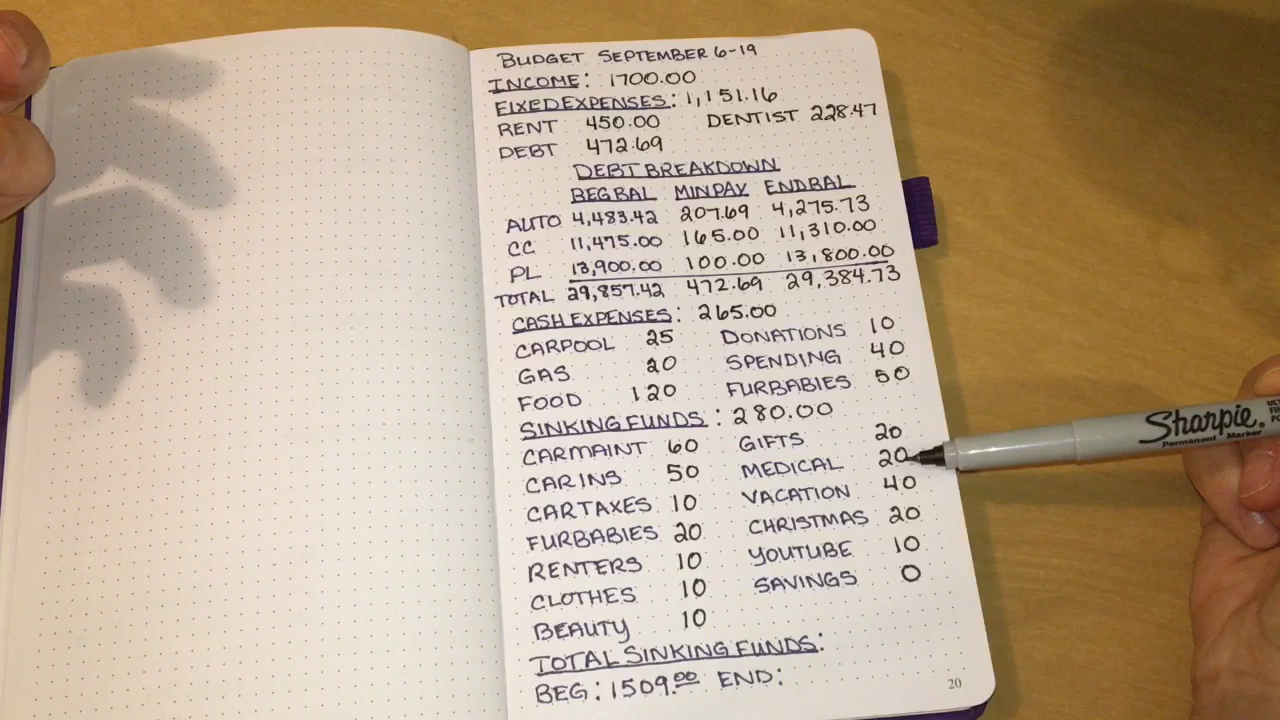 BUDGET SEPTEMBER 6-19
INCOME: 1700.00
FIXED EXPENSES: 1,151.16
RENT 450.00 DENTIST 228.47
DEBT 472.69
DEBT BREAKDOWN
BEG BAL MIN PAY END BAL
AUTO 4,483.42 207.69 4,275.73
CC 11,475.00 165.00 11,310.00
PL 13,900.00 100.00 13,800.00
TOTAL 29,857.42 472.69 29,384.73
CASH EXPENSES: 265.00
CARPOOL 25 DONATIONS 10
GAS 20 SPENDING 40
FOOD 120 FURBABIES 50
SINKING FUNDS: 280.00
CAR MAINT 60 GIFTS 20
CAR INS 50 MEDICAL 20
CAR TAXES 10 VACATION 40
FURBABIES 20 CHRISTMAS 20
RENTERS 10 YOUTUBE 10
CLOTHES 10 SAVINGS 0
BEAUTY 10
TOTAL SINKING FUNDS:
BEG: 1509.00 END:
20
Sharpie.
Permanent Marker